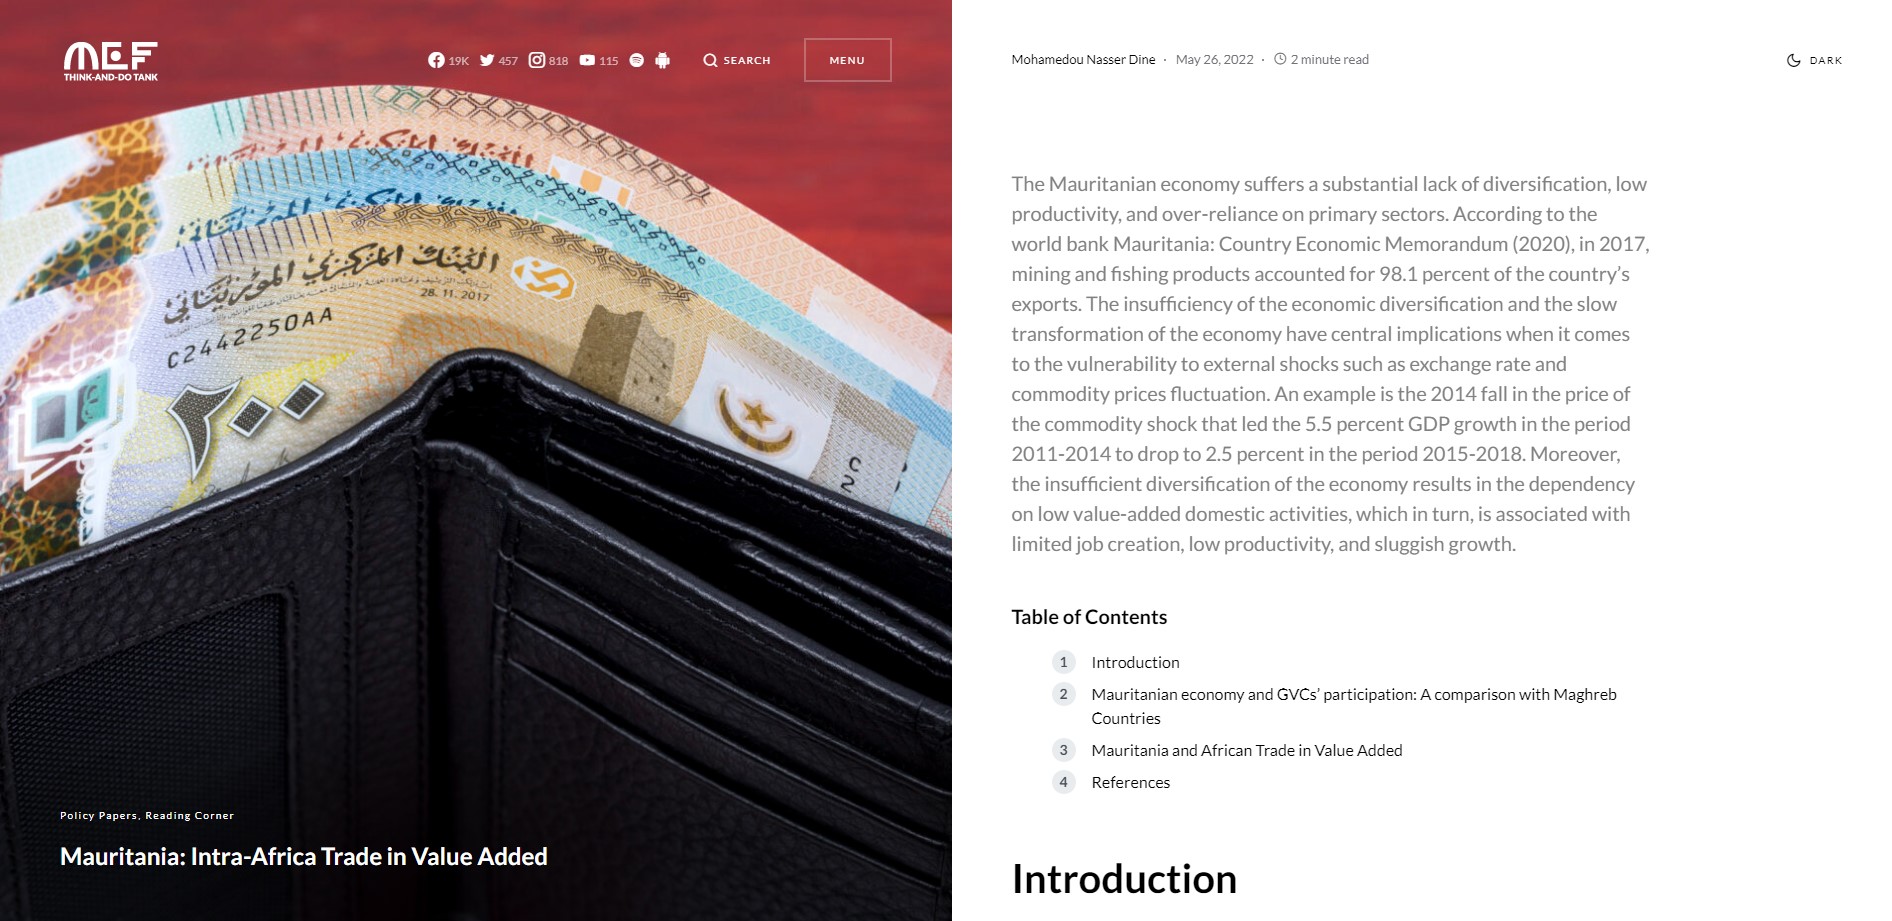 MEF
THINK-AND-DO TANK
19K 457 818 115 SEARCH MENU
البنك المركزي الموريتاني
28. 11. 2017
C2442250AA
٢٠٠
C
2
Policy Papers, Reading Corner
Mauritania: Intra-Africa Trade in Value Added
Mohamedou Nasser Dine · May 26, 2022 · 2 minute read
DARK
The Mauritanian economy suffers a substantial lack of diversification, low
productivity, and over-reliance on primary sectors. According to the
world bank Mauritania: Country Economic Memorandum (2020), in 2017,
mining and fishing products accounted for 98.1 percent of the country’s
exports. The insufficiency of the economic diversification and the slow
transformation of the economy have central implications when it comes
to the vulnerability to external shocks such as exchange rate and
commodity prices fluctuation. An example is the 2014 fall in the price of
the commodity shock that led the 5.5 percent GDP growth in the period
2011-2014 to drop to 2.5 percent in the period 2015-2018. Moreover,
the insufficient diversification of the economy results in the dependency
on low value-added domestic activities, which in turn, is associated with
limited job creation, low productivity, and sluggish growth.
Table of Contents
1 Introduction
2 Mauritanian economy and GVCs’ participation: A comparison with Maghreb
Countries
3 Mauritania and African Trade in Value Added
4 References
Introduction